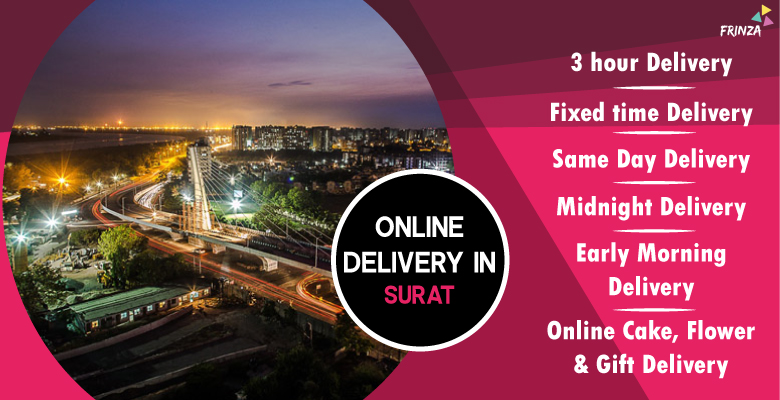 FRINZA
3 hour Delivery
Fixed time Delivery
Same Day Delivery
Midnight Delivery
Early Morning
Delivery
Online Cake, Flower
& Gift Delivery
ONLINE
DELIVERY IN
SURAT